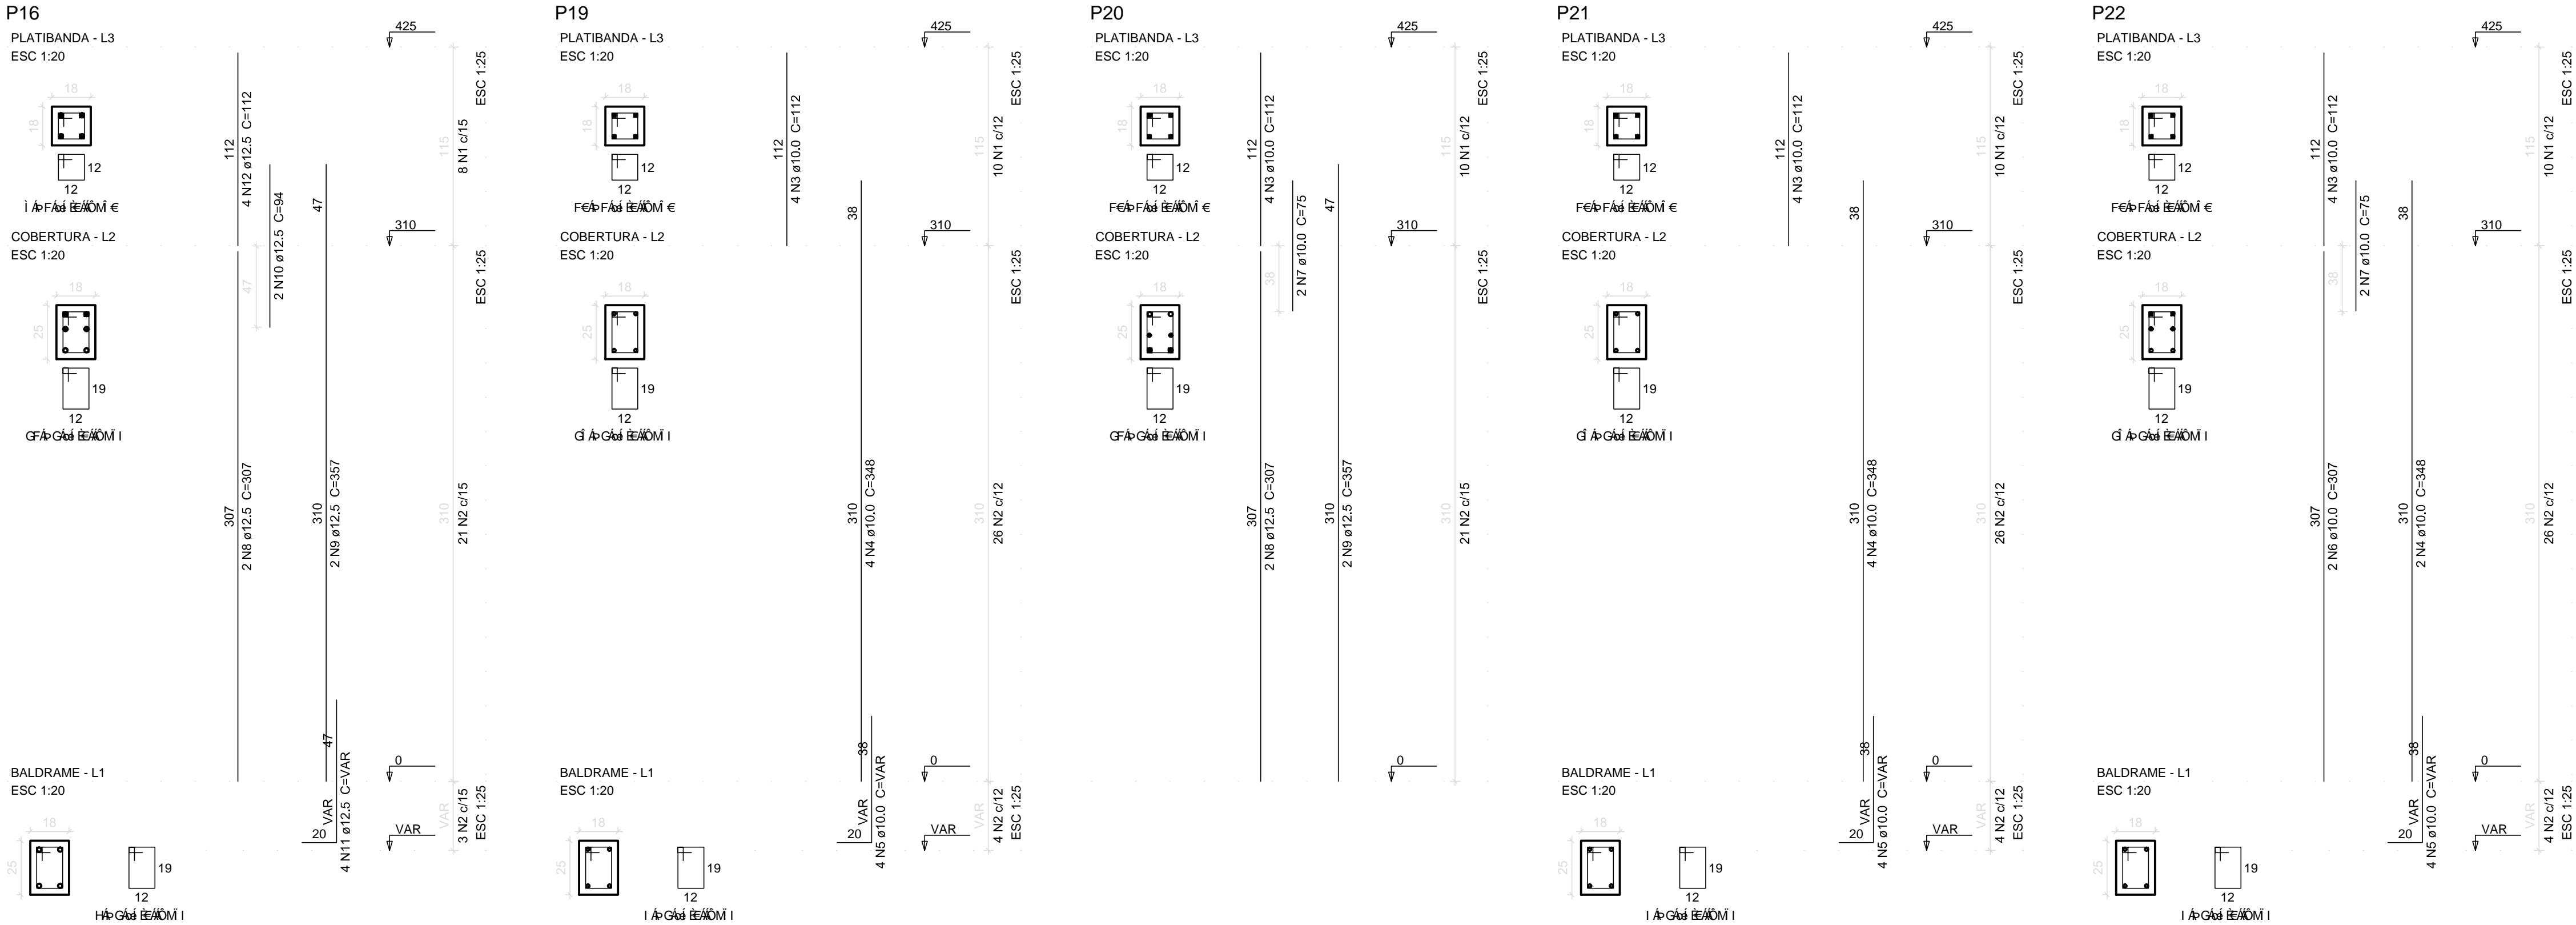 P16
PLATIBANDA - L3
ESC 1:20
18
18
12
12
COBERTURA - L2
ESC 1:20
18
25
19
12
BALDRAME - L1
ESC 1:20
18
25
19
12
112
4 N12 ø12.5 C=112
47
2 N10 ø12.5 C=94
47
307
2 N8 ø12.5 C=307
310
2 N9 ø12.5 C=357
47
VAR
20
4 N11 ø12.5 C=VAR
425
310
0
VAR
115
8 N1 c/15
ESC 1:25
310
21 N2 c/15
ESC 1:25
VAR
3 N2 c/15
ESC 1:25
P19
PLATIBANDA - L3
ESC 1:20
18
18
12
12
COBERTURA - L2
ESC 1:20
18
25
19
12
BALDRAME - L1
ESC 1:20
18
25
19
12
112
4 N3 ø10.0 C=112
38
310
4 N4 ø10.0 C=348
38
VAR
20
4 N5 ø10.0 C=VAR
425
310
0
VAR
115
10 N1 c/12
ESC 1:25
310
26 N2 c/12
ESC 1:25
VAR
4 N2 c/12
ESC 1:25
P20
PLATIBANDA - L3
ESC 1:20
18
18
12
12
COBERTURA - L2
ESC 1:20
18
25
19
12
112
4 N3 ø10.0 C=112
38
2 N7 ø10.0 C=75
47
307
2 N8 ø12.5 C=307
310
2 N9 ø12.5 C=357
425
310
0
115
10 N1 c/12
ESC 1:25
310
21 N2 c/15
ESC 1:25
P21
PLATIBANDA - L3
ESC 1:20
18
18
12
12
COBERTURA - L2
ESC 1:20
18
25
19
12
BALDRAME - L1
ESC 1:20
18
25
19
12
112
4 N3 ø10.0 C=112
38
310
4 N4 ø10.0 C=348
38
VAR
20
4 N5 ø10.0 C=VAR
425
310
0
VAR
115
10 N1 c/12
ESC 1:25
310
26 N2 c/12
ESC 1:25
VAR
4 N2 c/12
ESC 1:25
P22
PLATIBANDA - L3
ESC 1:20
18
18
12
12
COBERTURA - L2
ESC 1:20
18
25
19
12
BALDRAME - L1
ESC 1:20
18
25
19
12
112
4 N3 ø10.0 C=112
38
2 N7 ø10.0 C=75
38
307
2 N6 ø10.0 C=307
310
2 N4 ø10.0 C=348
38
VAR
20
4 N5 ø10.0 C=VAR
425
310
0
VAR
115
10 N1 c/12
ESC 1:25
310
26 N2 c/12
ESC 1:25
VAR
4 N2 c/12
ESC 1:25